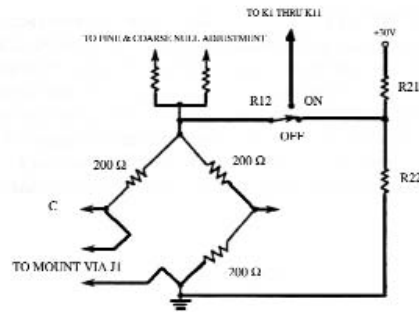 TO K1 THRU K11
TO FINE & COARSE NULL ADJUSTMENT
+30V
R12
ON
R21
OFF
200 Ω
200 Ω
R22
C
TO MOUNT VIA J1
200 Ω